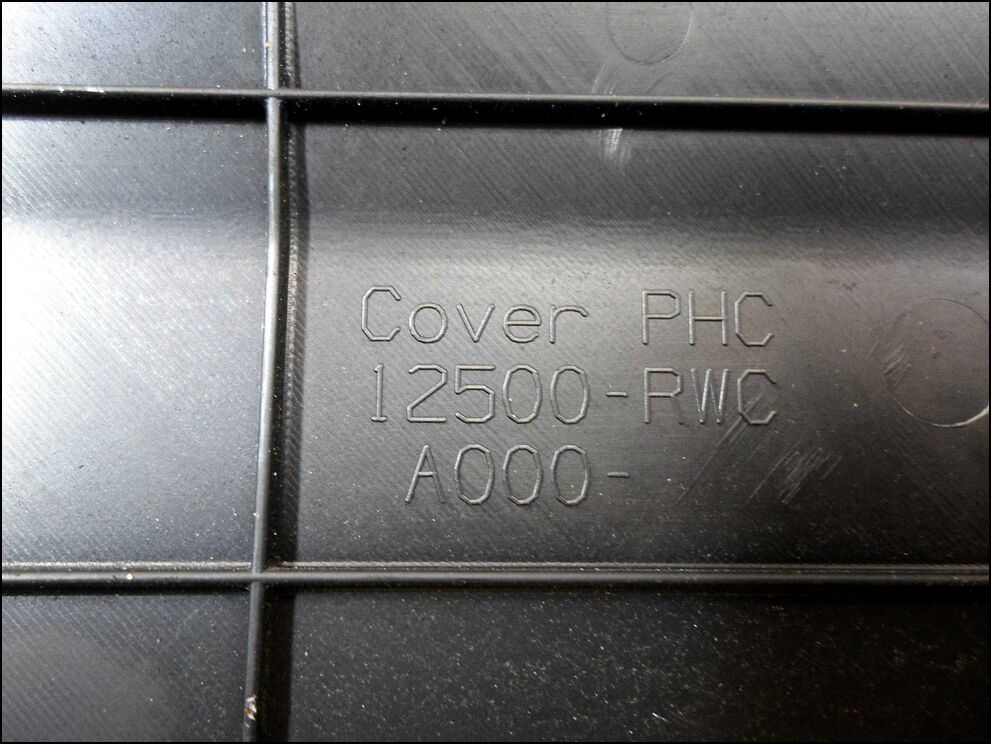 Cover PHC
12500-RWC
A000-